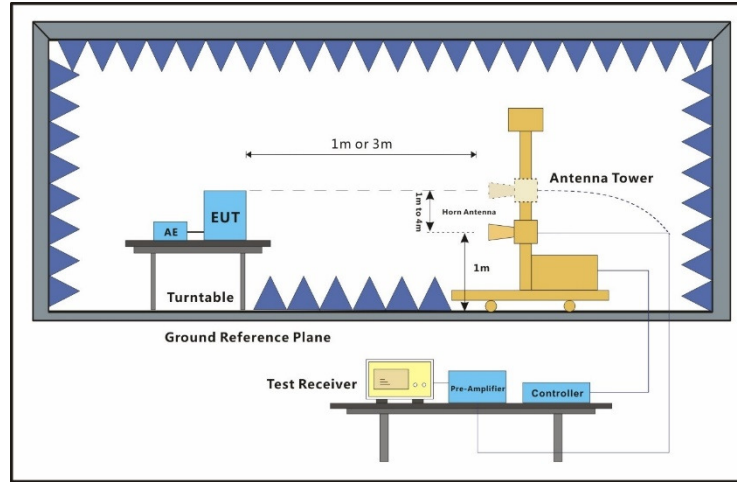 1m or 3m
Antenna Tower
1m to 4m
Horn Antenna
EUT
AE
1m
Turntable
Ground Reference Plane
Test Receiver
Pre-Amplifier
Controller